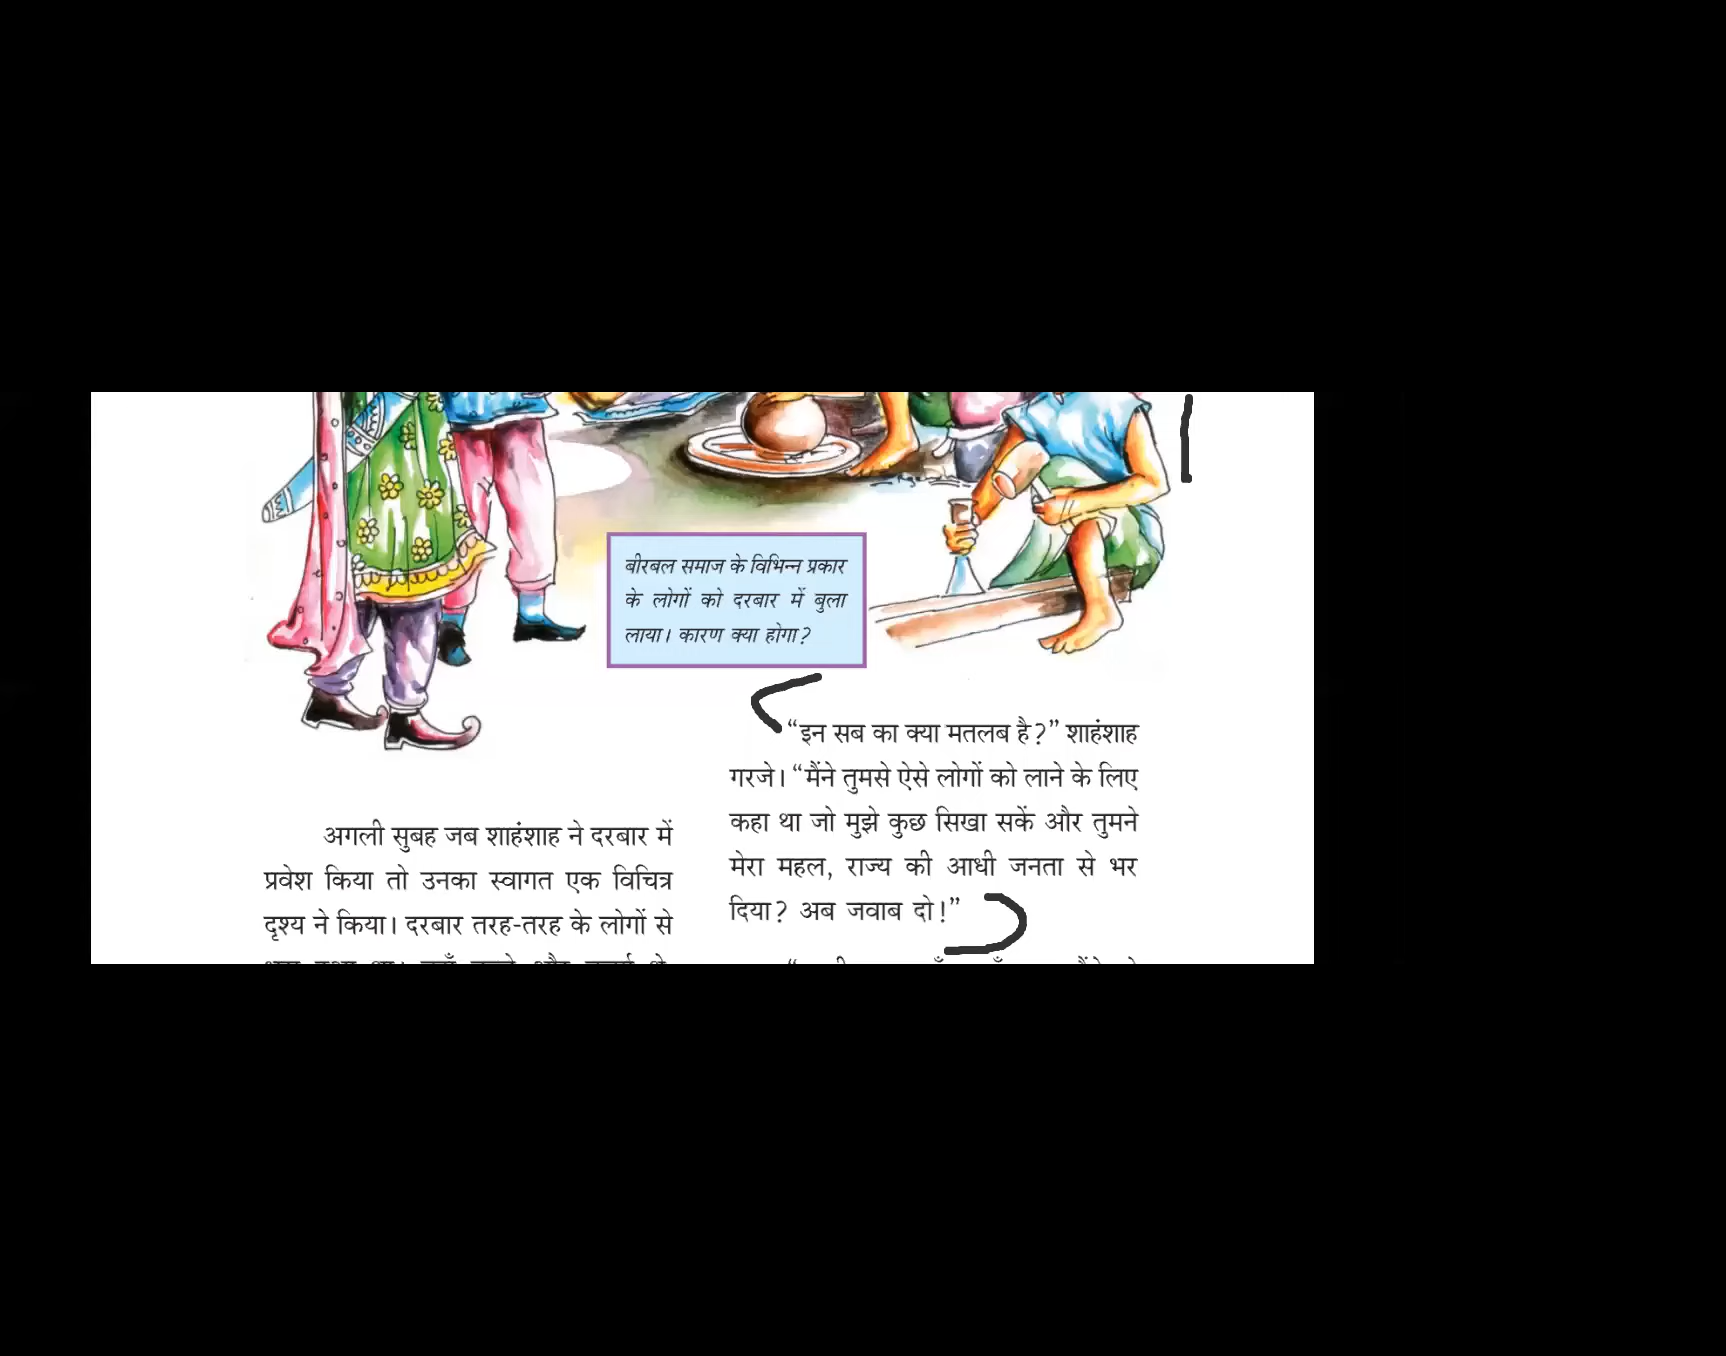 बीरबल समाज के विभिन्न प्रकार
के लोगों को दरबार में बुला
लाया। कारण क्या होगा?
अगली सुबह जब शाहंशाह ने दरबार में
प्रवेश किया तो उनका स्वागत एक विचित्र
दृश्य ने किया। दरबार तरह-तरह के लोगों से
“इन सब का क्या मतलब है?” शाहंशाह
गरजे। “मैंने तुमसे ऐसे लोगों को लाने के लिए
कहा था जो मुझे कुछ सिखा सकें और तुमने
मेरा महल, राज्य की आधी जनता से भर
दिया? अब जवाब दो!”